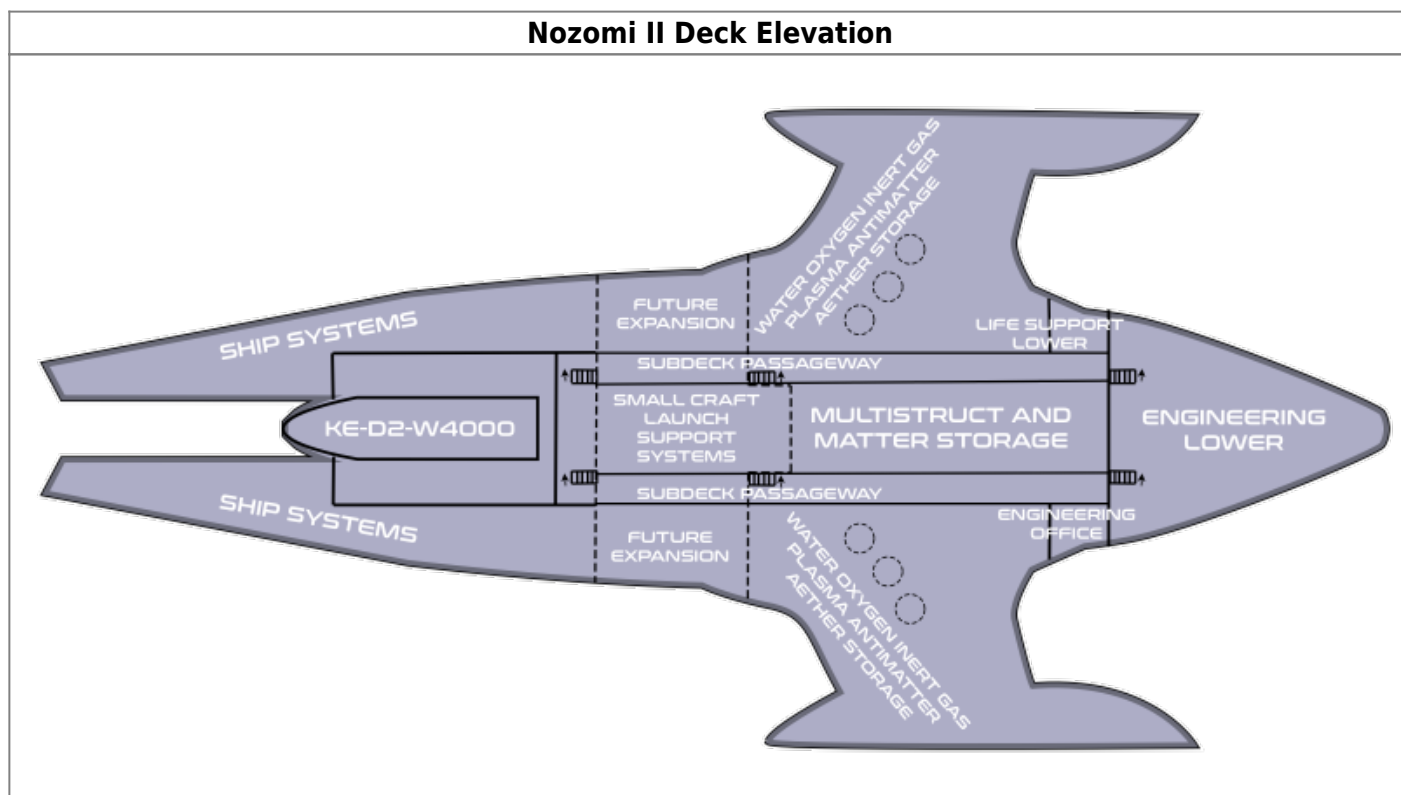 Nozomi II Deck Elevation
WATER OXYGEN INERT GAS
PLASMA ANTIMATTER
AETHER STORAGE
SHIP SYSTEMS
FUTURE
EXPANSION
LIFE SUPPORT
LOWER
SUBDECK PASSAGEWAY
KE-D2-W4000
SMALL CRAFT
LAUNCH
SUPPORT
SYSTEMS
MULTISTRUCT AND
MATTER STORAGE
ENGINEERING
LOWER
SUBDECK PASSAGEWAY
SHIP SYSTEMS
FUTURE
EXPANSION
WATER OXYGEN INERT GAS
PLASMA ANTIMATTER
AETHER STORAGE
ENGINEERING
OFFICE